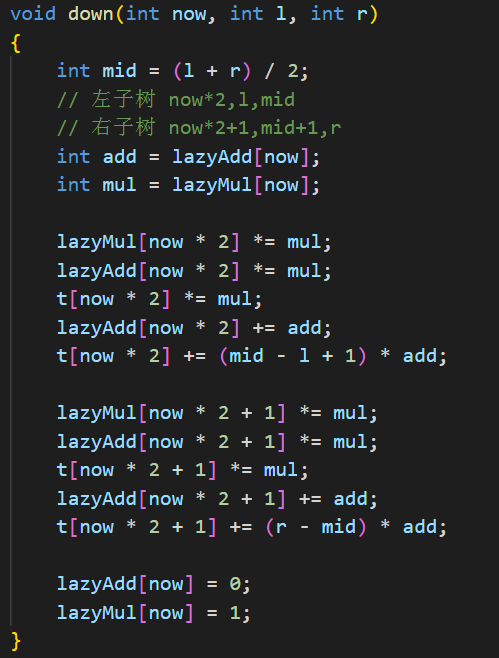 void down(int now, int l, int r)
{
    int mid = (l + r) / 2;
    // 左子树 now*2,l,mid
    // 右子树 now*2+1,mid+1,r
    int add = lazyAdd[now];
    int mul = lazyMul[now];

    lazyMul[now * 2] *= mul;
    lazyAdd[now * 2] *= mul;
    t[now * 2] *= mul;
    lazyAdd[now * 2] += add;
    t[now * 2] += (mid - l + 1) * add;

    lazyMul[now * 2 + 1] *= mul;
    lazyAdd[now * 2 + 1] *= mul;
    t[now * 2 + 1] *= mul;
    lazyAdd[now * 2 + 1] += add;
    t[now * 2 + 1] += (r - mid) * add;

    lazyAdd[now] = 0;
    lazyMul[now] = 1;
}